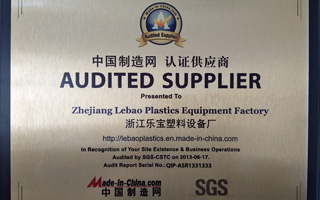 Audited Supplier
中国制造网 认证供应商
AUDITED SUPPLIER
Presented To
Zhejiang Lebao Plastics Equipment Factory
浙江乐宝塑料设备厂
http://lebaoplastics.en.made-in-china.com
In Recognition of Your Site Existence & Business Operations
Audited by SGS-CSTC on 2013-06-17.
Audit Report Serial No.: QIP-ASR1331333
Made-in-China.com
中国制造网
SGS